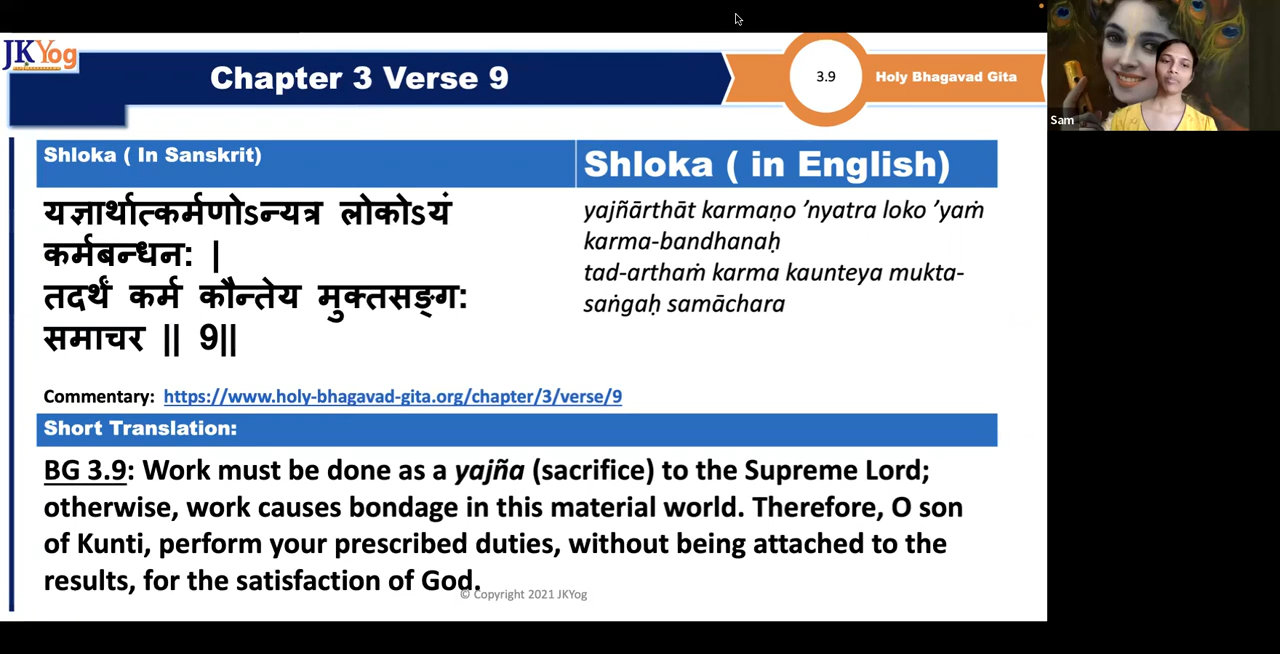 JKYog
Chapter 3 Verse 9
3.9
Holy Bhagavad Gita
Sam
Shloka ( In Sanskrit)
यज्ञार्थात्कर्मणोऽन्यत्र लोकोऽयं
कर्मबन्धन: |
तदर्थं कर्म कौन्तेय मुक्तसङ्ग:
समाचर || 9||
Shloka ( in English)
yajñārthāt karmaṇo ’nyatra loko ’yaṁ
karma-bandhanaḥ
tad-arthaṁ karma kaunteya mukta-
saṅgaḥ samāchara
Commentary: https://www.holy-bhagavad-gita.org/chapter/3/verse/9
Short Translation:
BG 3.9: Work must be done as a yajña (sacrifice) to the Supreme Lord;
otherwise, work causes bondage in this material world. Therefore, O son
of Kunti, perform your prescribed duties, without being attached to the
results, for the satisfaction of God.
© Copyright 2021 JKYog